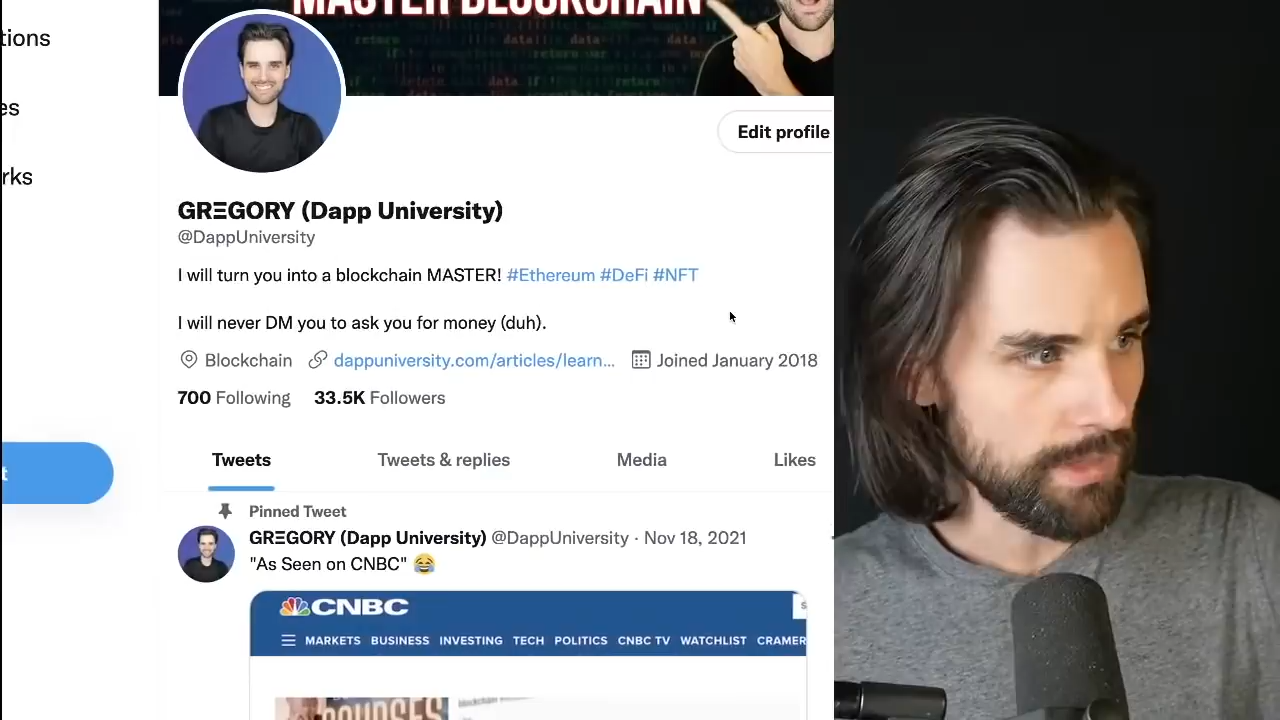 MASTER BLOCKCHAIN
tions
es
rks
Edit profile
GRΞGORY (Dapp University)
@DappUniversity
I will turn you into a blockchain MASTER! #Ethereum #DeFi #NFT
I will never DM you to ask you for money (duh).
Blockchain dappuniversity.com/articles/learn... Joined January 2018
700 Following 33.5K Followers
Tweets Tweets & replies Media Likes
Pinned Tweet
GRΞGORY (Dapp University) @DappUniversity · Nov 18, 2021
"As Seen on CNBC" 😂
CNBC
MARKETS BUSINESS INVESTING TECH POLITICS CNBC TV WATCHLIST CRAMER
COURSES